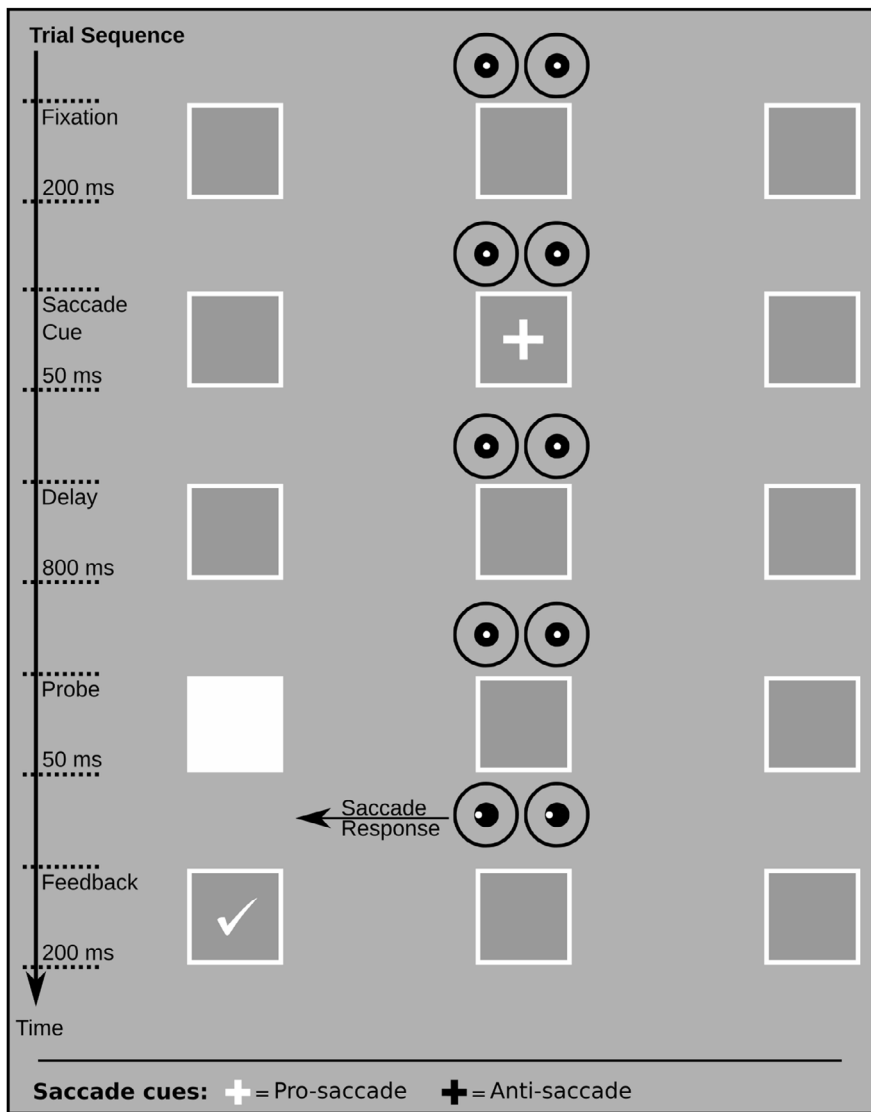 Trial Sequence
Fixation
200 ms
Saccade
Cue
50 ms
Delay
800 ms
Probe
50 ms
Saccade
Response
Feedback
200 ms
Time
Saccade cues: = Pro-saccade = Anti-saccade